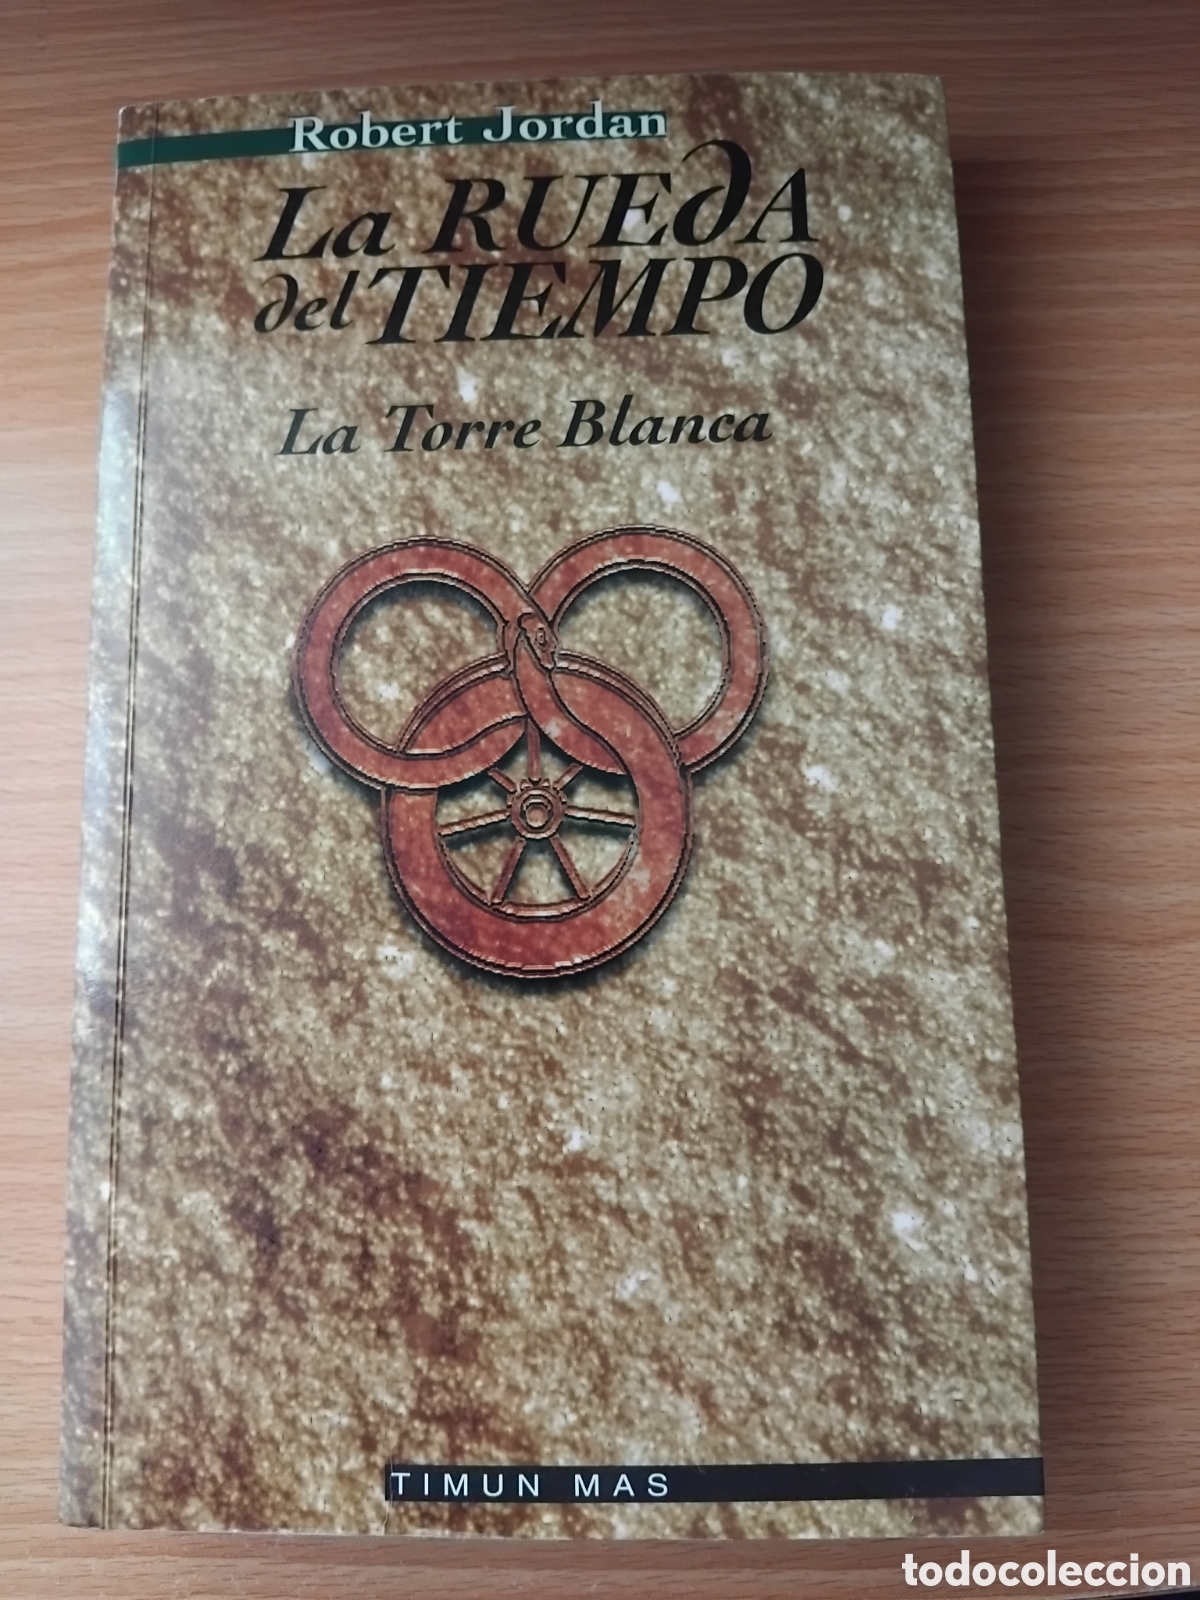 Robert Jordan
La RUEdA
del TIEMPO
La Torre Blanca
TIMUN MAS
todocoleccion